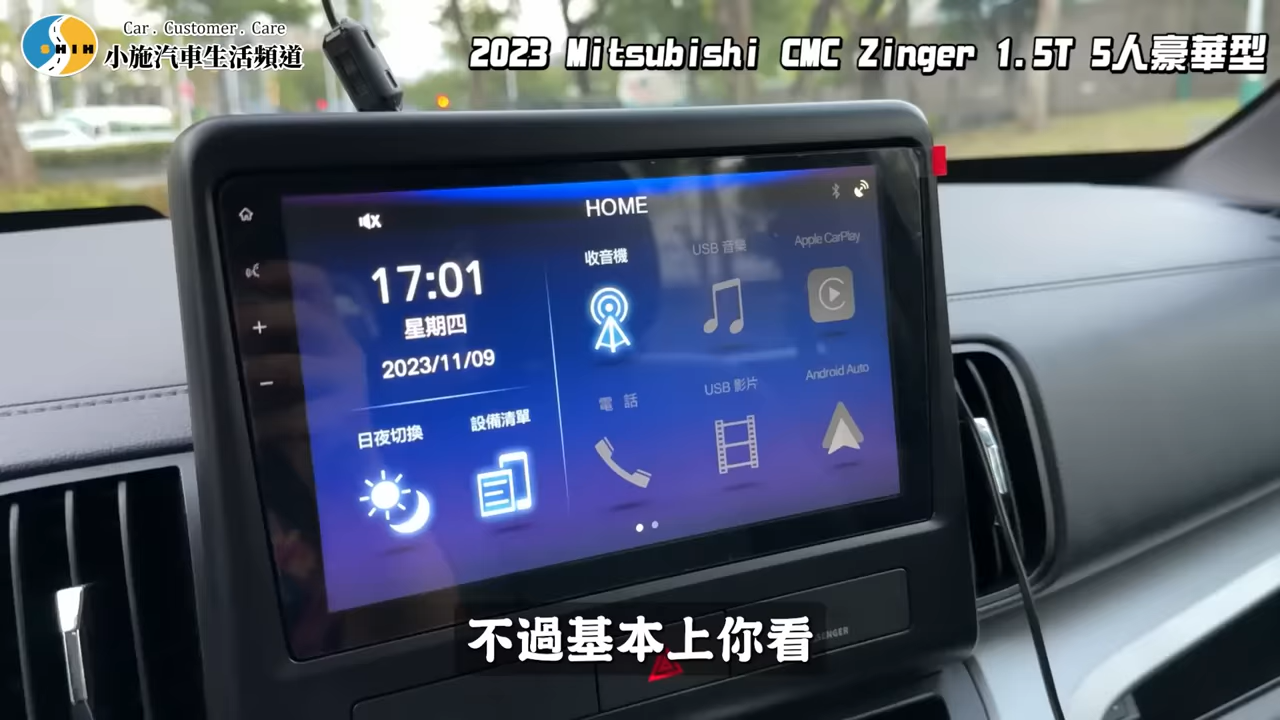 Car . Customer . Care
SHIH
小施汽車生活頻道
2023 Mitsubishi CMC Zinger 1.5T 5人豪華型
HOME
17:01
星期四
2023/11/09
日夜切換
設備清單
收音機
USB 音樂
Apple CarPlay
電 話
USB 影片
Android Auto
不過基本上你看